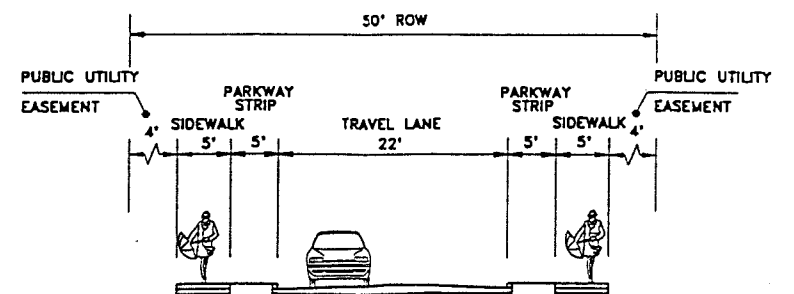 50' ROW
PUBLIC UTILITY
EASEMENT
PARKWAY
STRIP
PARKWAY
STRIP
PUBLIC UTILITY
EASEMENT
4' SIDEWALK
5' 5'
TRAVEL LANE
22'
SIDEWALK 4'
5' 5'